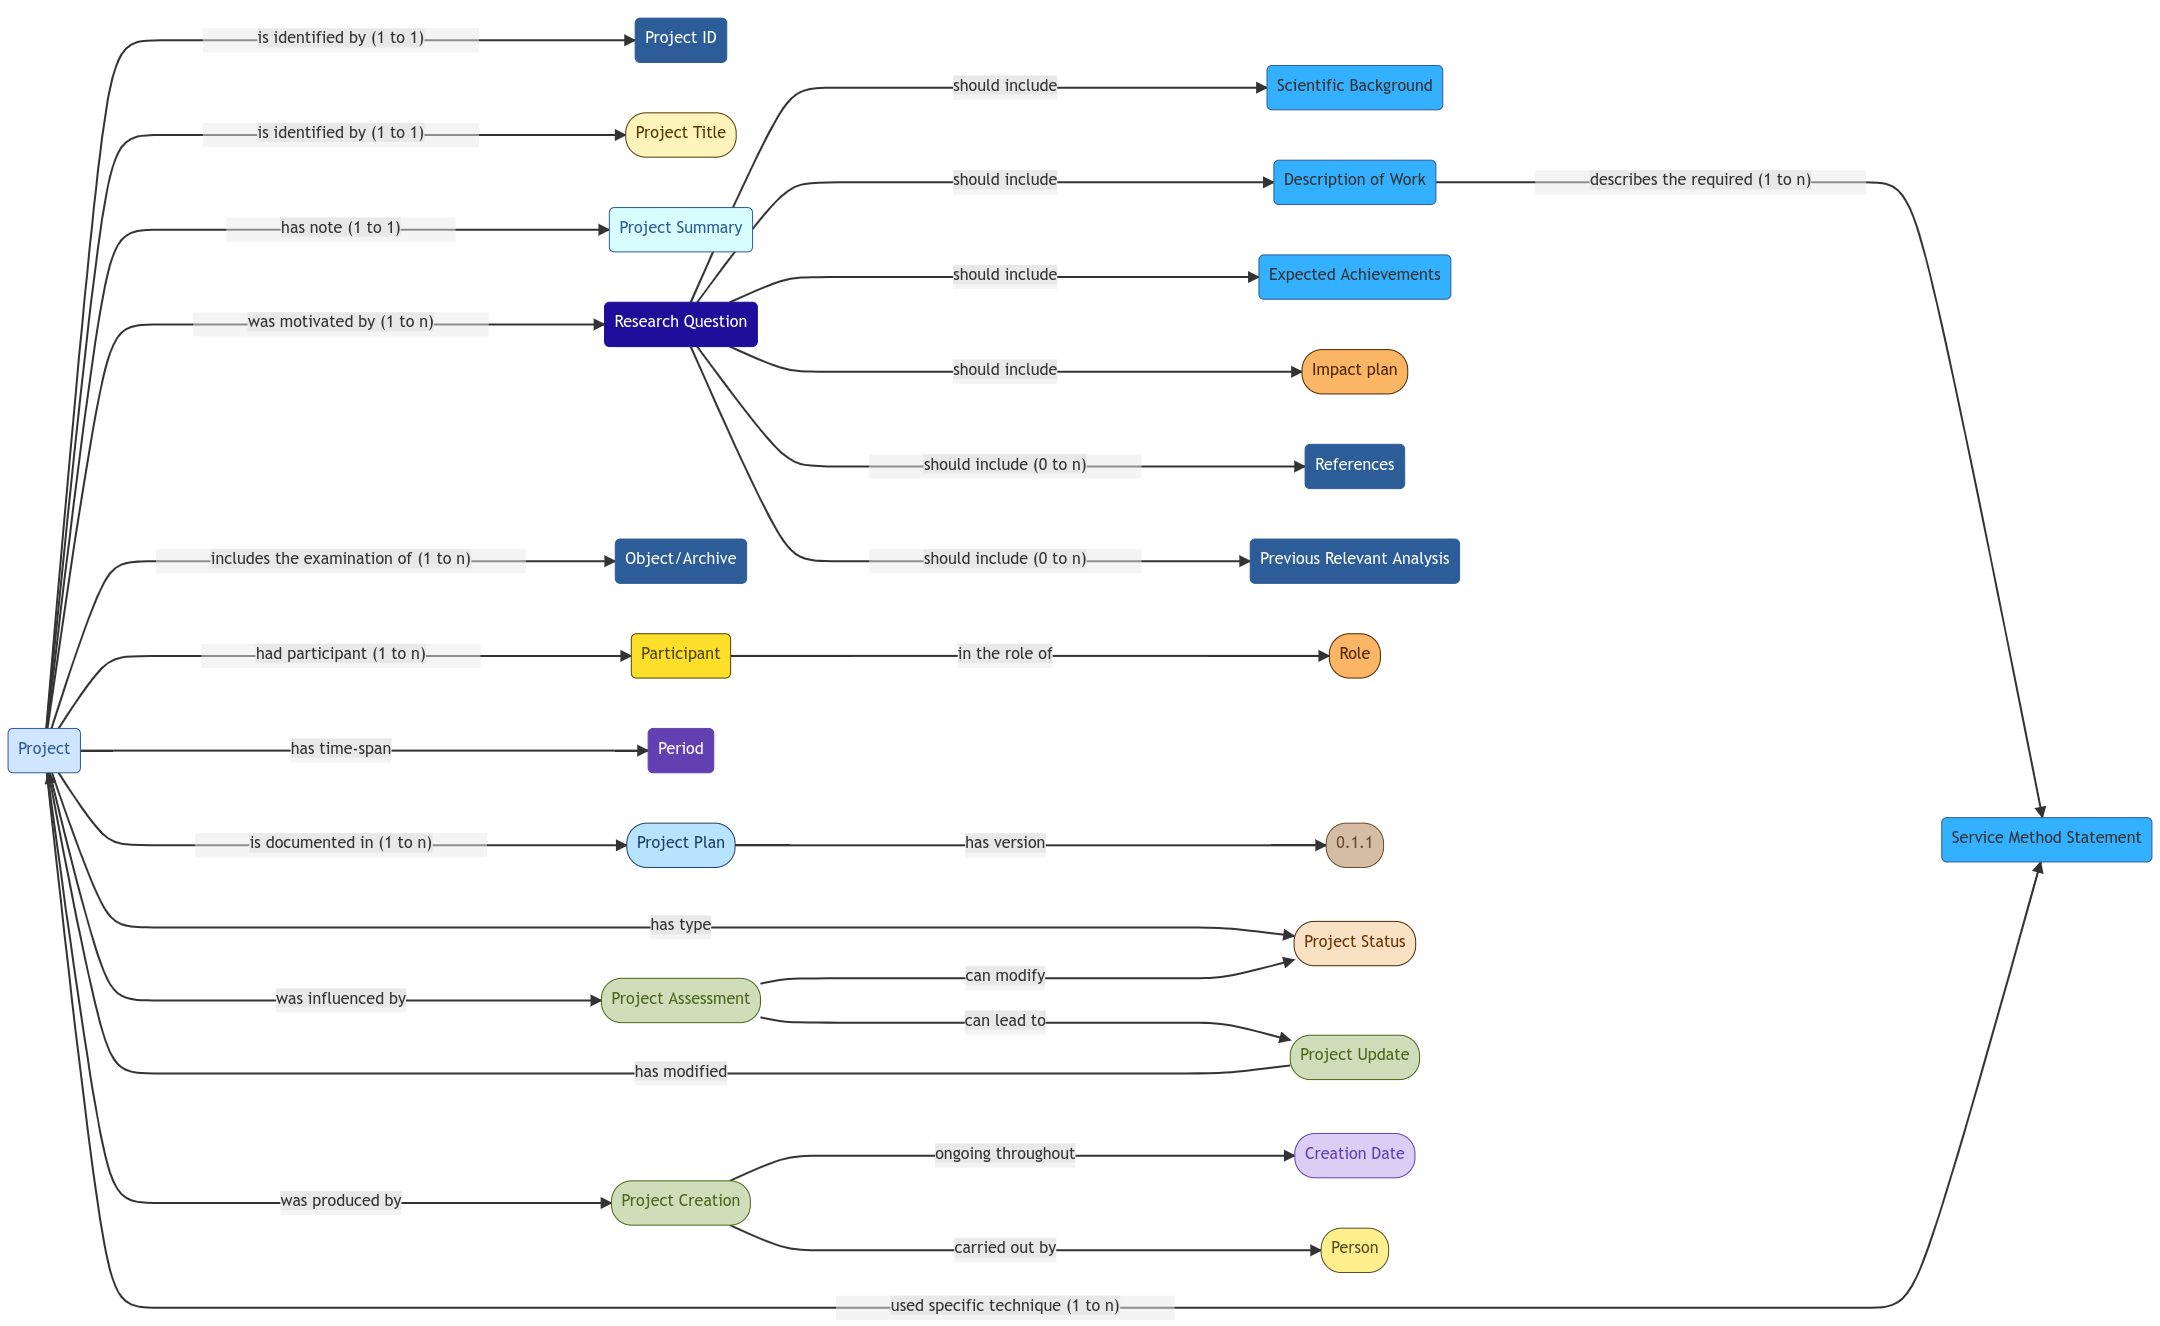 is identified by (1 to 1)
Project ID
should include
Scientific Background
is identified by (1 to 1)
Project Title
should include
Description of Work
describes the required (1 to n)
has note (1 to 1)
Project Summary
should include
Expected Achievements
was motivated by (1 to n)
Research Question
should include
Impact plan
should include (0 to n)
References
includes the examination of (1 to n)
Object/Archive
should include (0 to n)
Previous Relevant Analysis
had participant (1 to n)
Participant
in the role of
Role
Project
has time-span
Period
is documented in (1 to n)
Project Plan
has version
0.1.1
Service Method Statement
has type
Project Status
was influenced by
Project Assessment
can modify
can lead to
Project Update
has modified
ongoing throughout
Creation Date
was produced by
Project Creation
carried out by
Person
used specific technique (1 to n)